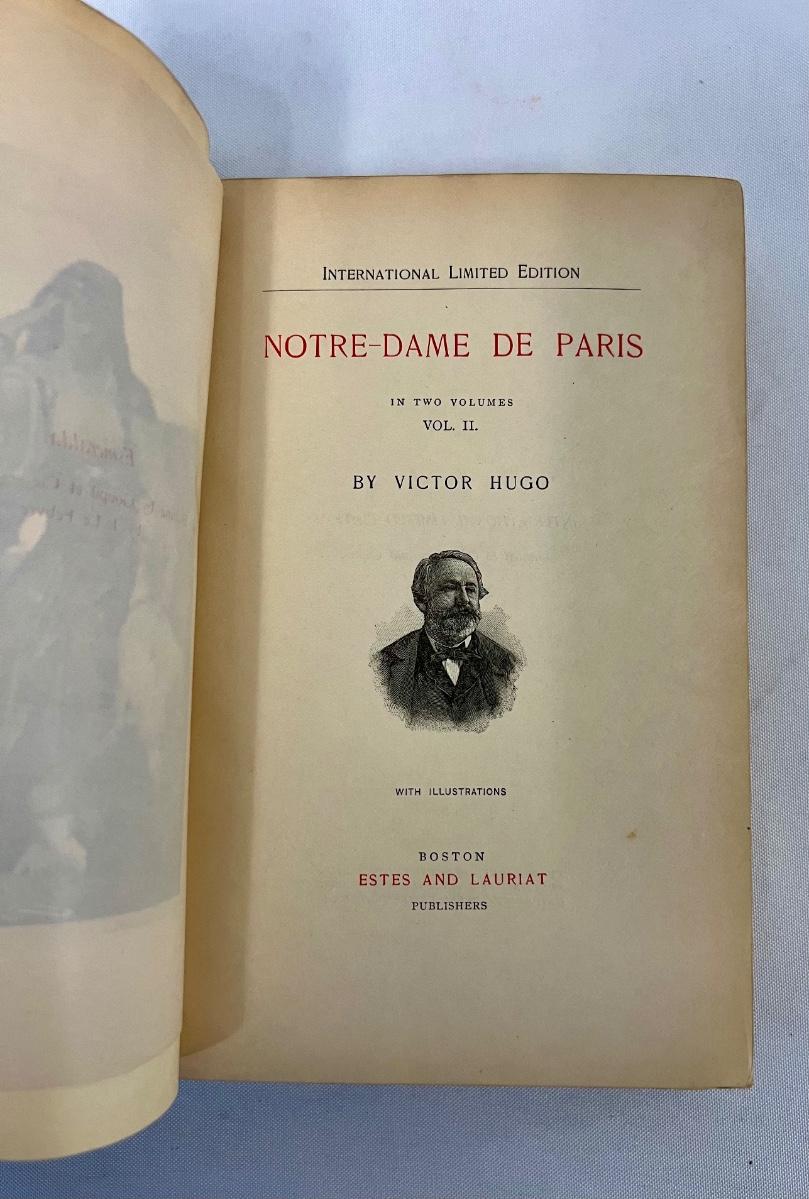 INTERNATIONAL LIMITED EDITION
NOTRE-DAME DE PARIS
IN TWO VOLUMES
VOL. II.
BY VICTOR HUGO
WITH ILLUSTRATIONS
BOSTON
ESTES AND LAURIAT
PUBLISHERS